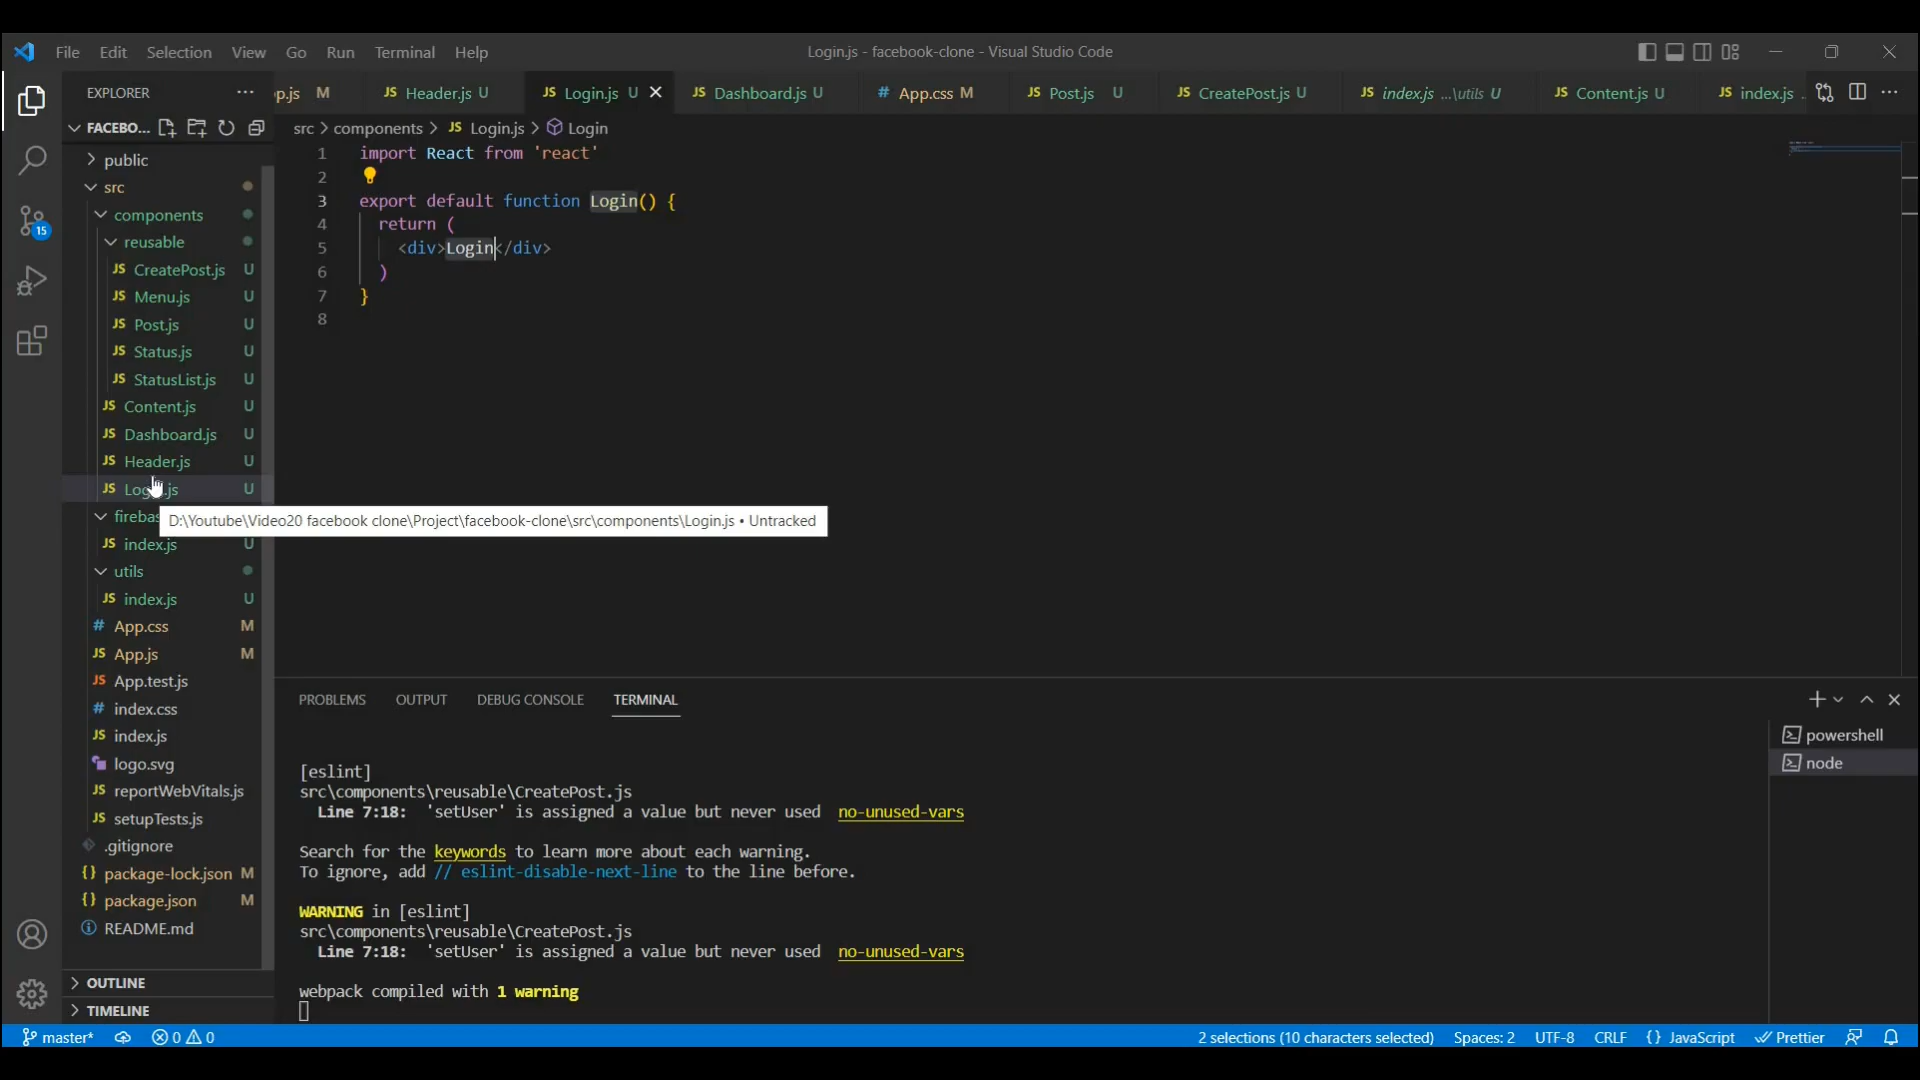 File Edit Selection View Go Run Terminal Help
Login.js - facebook-clone - Visual Studio Code
EXPLORER
p.js M
JS Header.js U
JS Login.js U
JS Dashboard.js U
# App.css M
JS Post.js U
JS CreatePost.js U
JS index.js ...\utils U
JS Content.js U
JS index.js ..
FACEBO...
public
src
components
reusable
JS CreatePost.js U
JS Menu.js U
JS Post.js U
JS Status.js U
JS StatusList.js U
JS Content.js U
JS Dashboard.js U
JS Header.js U
JS Log .js U
firebas
JS index.js U
utils
JS index.js U
# App.css M
JS App.js M
JS App.test.js
# index.css
JS index.js
logo.svg
JS reportWebVitals.js
JS setupTests.js
.gitignore
{} package-lock.json M
{} package.json M
README.md
OUTLINE
TIMELINE
15
src > components > JS Login.js > Login
1 import React from 'react'
2
3 export default function Login() {
4 return (
5 <div>Login</div>
6 )
7 }
8
D:\Youtube\Video20 facebook clone\Project\facebook-clone\src\components\Login.js • Untracked
PROBLEMS OUTPUT DEBUG CONSOLE TERMINAL
[eslint]
src\components\reusable\CreatePost.js
Line 7:18: 'setUser' is assigned a value but never used no-unused-vars
Search for the keywords to learn more about each warning.
To ignore, add // eslint-disable-next-line to the line before.
WARNING in [eslint]
src\components\reusable\CreatePost.js
Line 7:18: 'setUser' is assigned a value but never used no-unused-vars
webpack compiled with 1 warning
powershell
node
master* 0 0
2 selections (10 characters selected) Spaces: 2 UTF-8 CRLF {} JavaScript Prettier